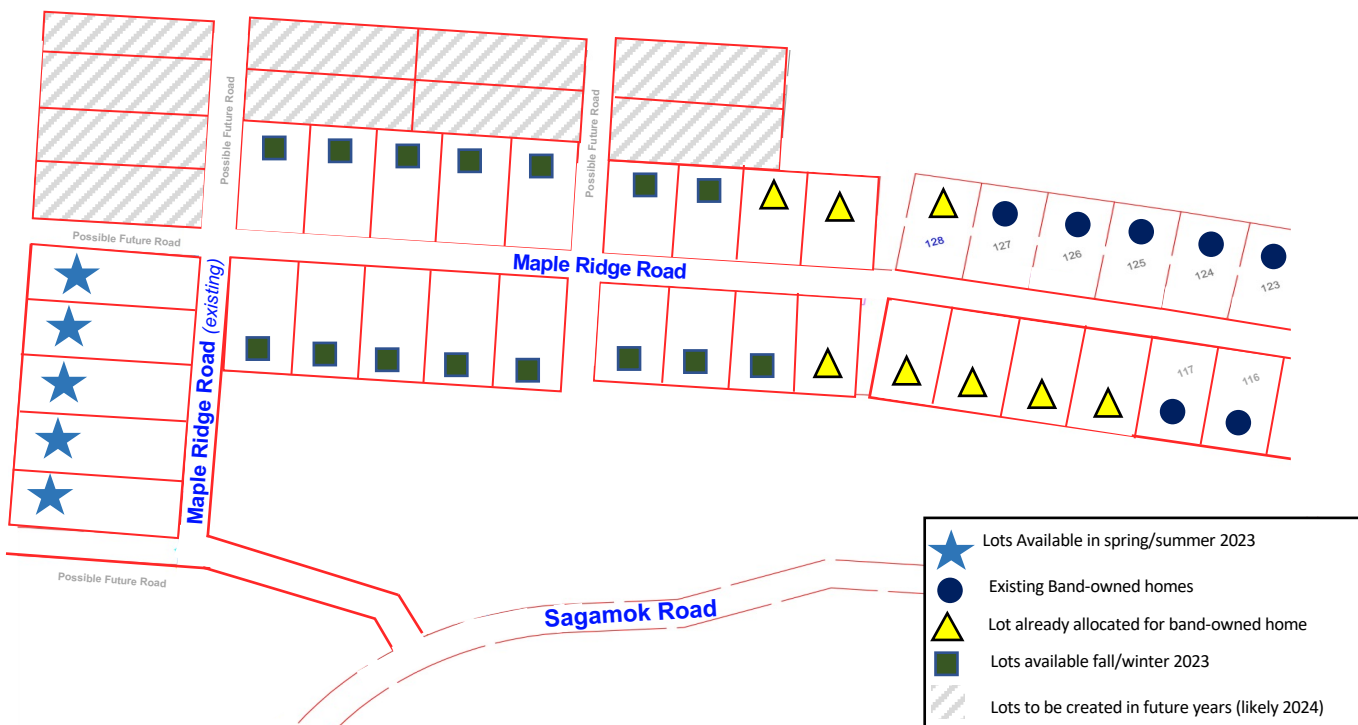 Possible Future Road
Possible Future Road
Possible Future Road
128
127
126
125
124
123
Maple Ridge Road
Maple Ridge Road (existing)
117
116
Possible Future Road
Sagamok Road
Lots Available in spring/summer 2023
Existing Band-owned homes
Lot already allocated for band-owned home
Lots available fall/winter 2023
Lots to be created in future years (likely 2024)